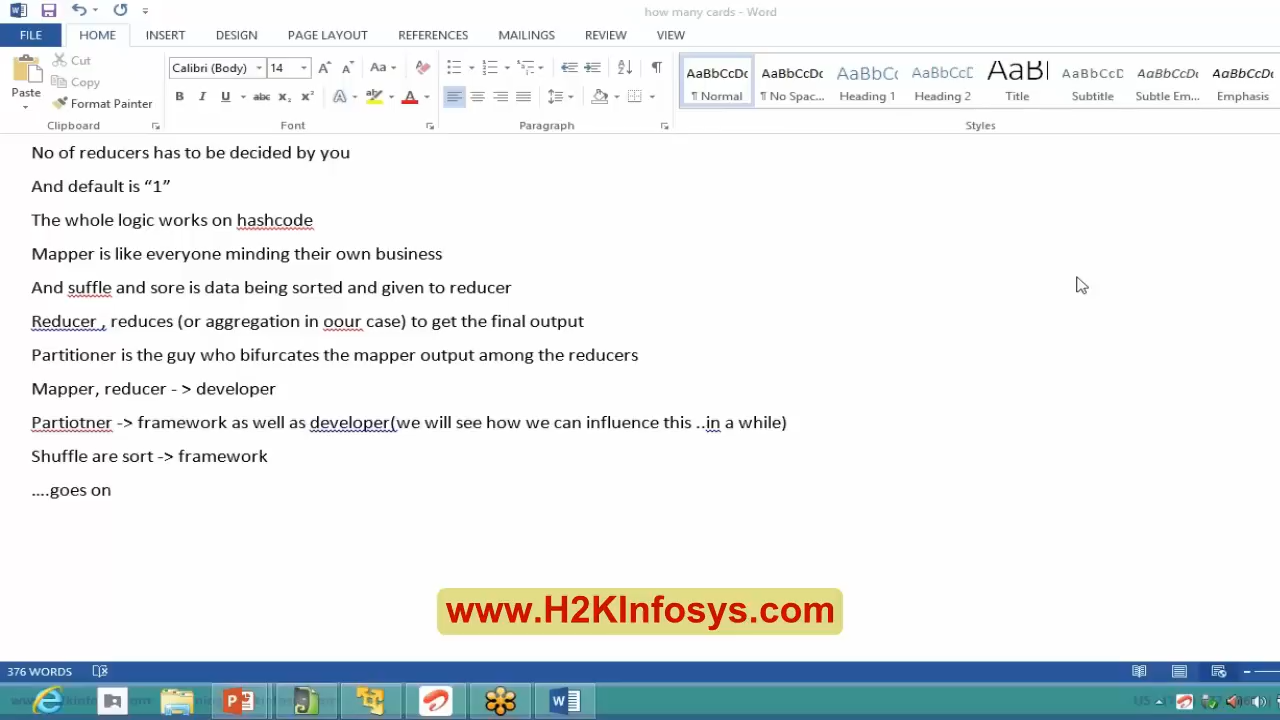 how many cards - Word
FILE HOME INSERT DESIGN PAGE LAYOUT REFERENCES MAILINGS REVIEW VIEW
Paste Cut Copy Format Painter
Calibri (Body) 14
AaBbCcDc AaBbCcDc AaBbCc AaBbCcD AaBl AaBbCcD AaBbCcDc AaBbCcDc
¶ Normal ¶ No Spac... Heading 1 Heading 2 Title Subtitle Subtle Em... Emphasis
Clipboard Font Paragraph Styles
No of reducers has to be decided by you
And default is “1”
The whole logic works on hashcode
Mapper is like everyone minding their own business
And suffle and sore is data being sorted and given to reducer
Reducer , reduces (or aggregation in oour case) to get the final output
Partitioner is the guy who bifurcates the mapper output among the reducers
Mapper, reducer - > developer
Partiotner -> framework as well as developer(we will see how we can influence this ..in a while)
Shuffle are sort -> framework
....goes on
www.H2KInfosys.com
376 WORDS